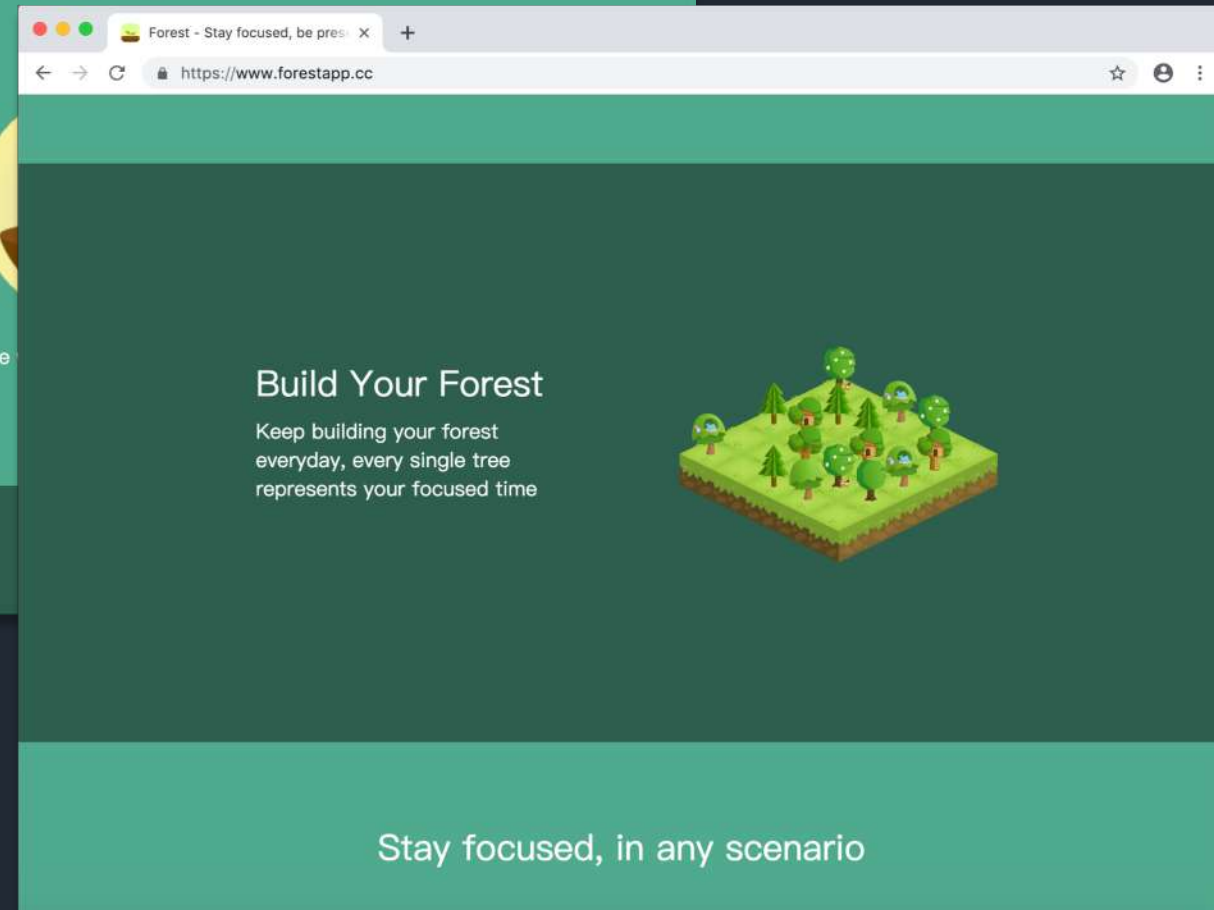 Forest - Stay focused, be pres
https://www.forestapp.cc
e
Build Your Forest
Keep building your forest
everyday, every single tree
represents your focused time
Stay focused, in any scenario